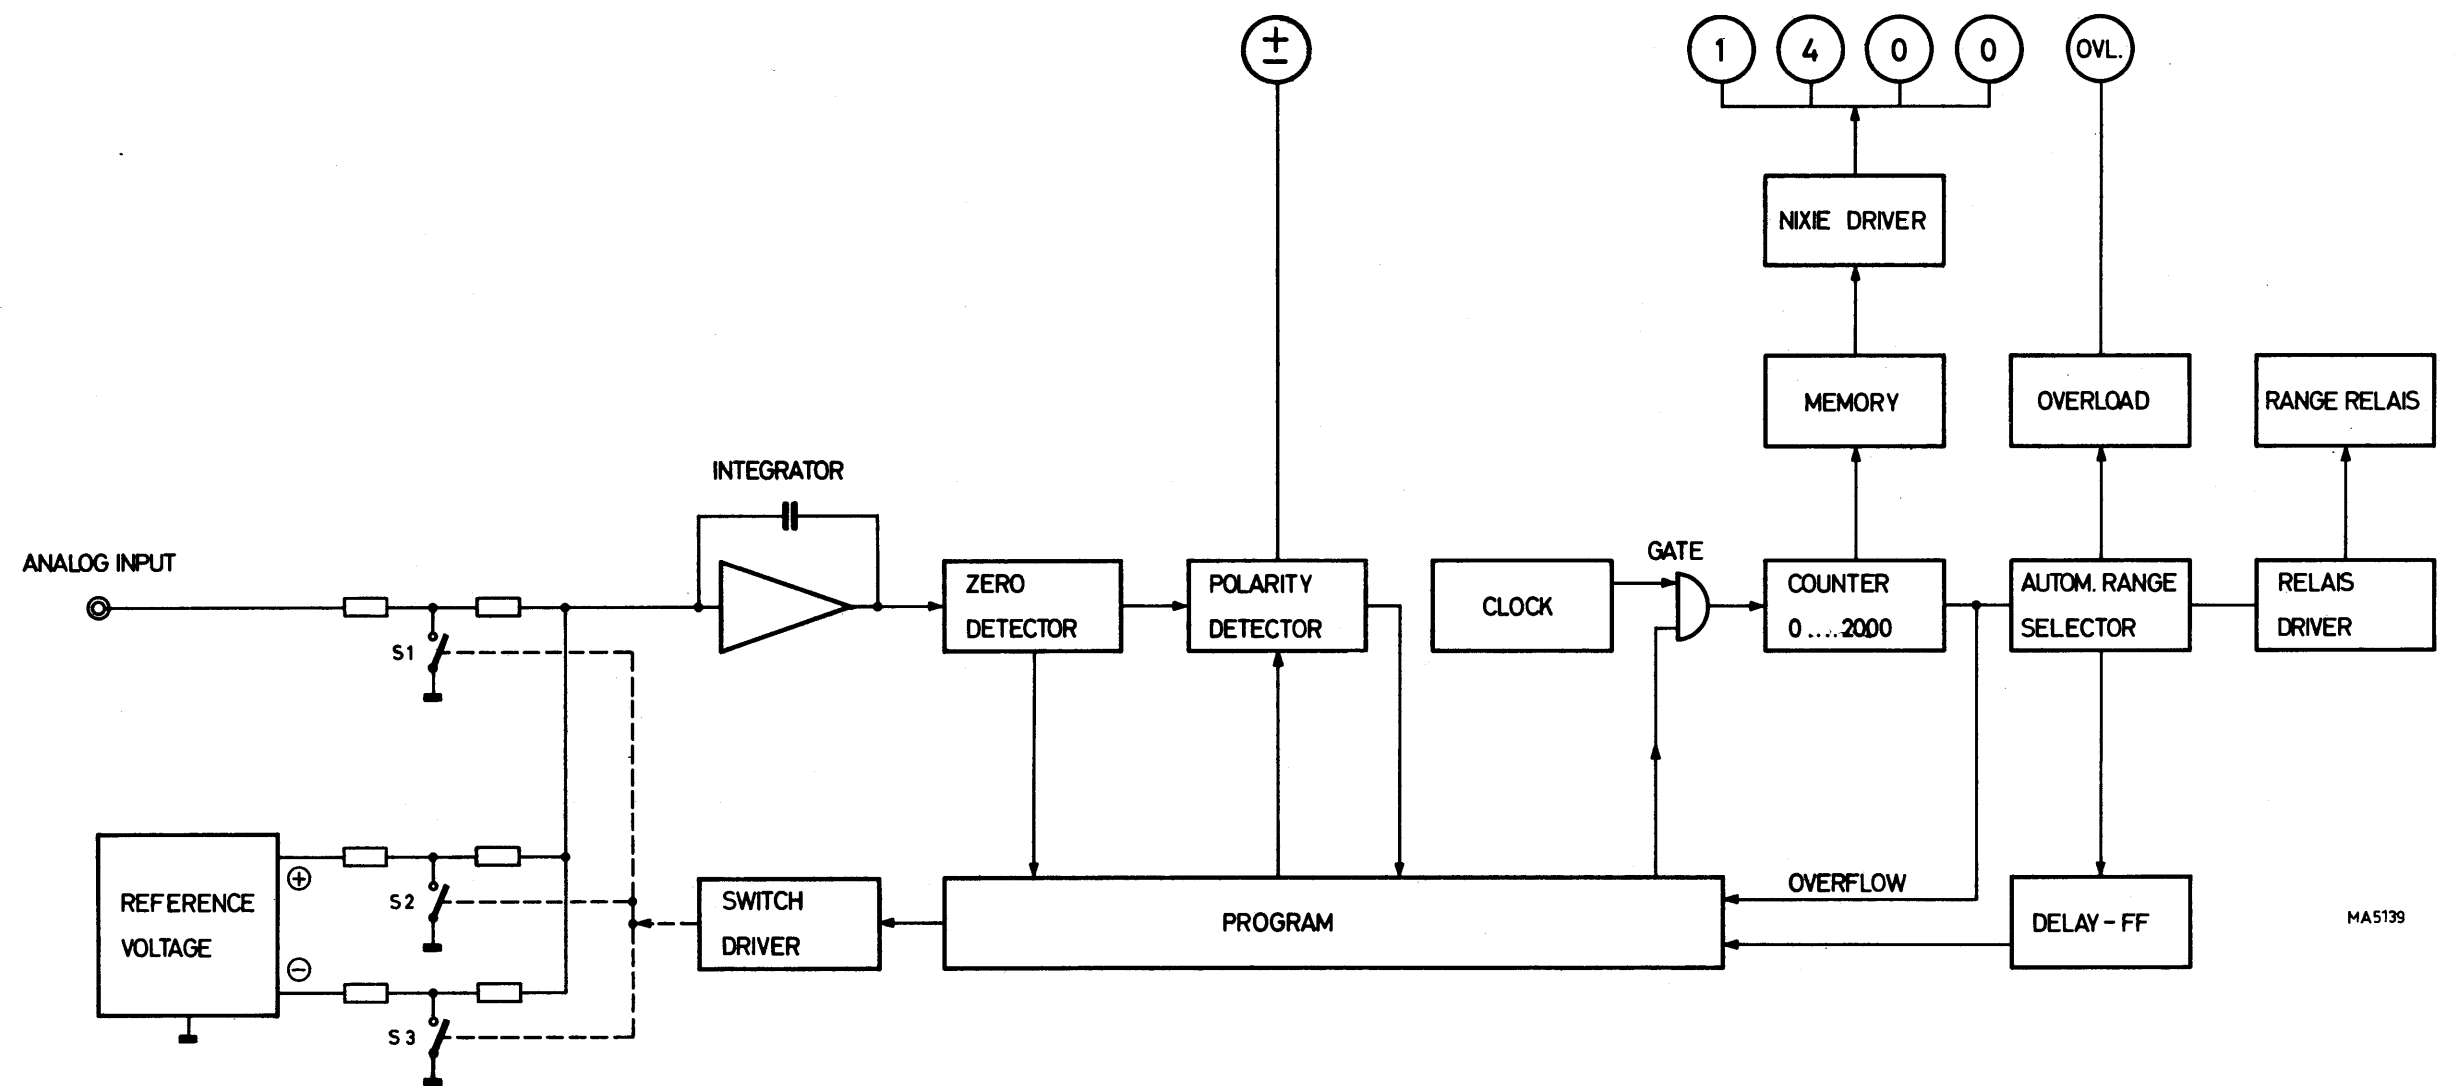 ±
1 4 0 0 OVL.
NIXIE DRIVER
MEMORY
OVERLOAD
RANGE RELAIS
INTEGRATOR
ANALOG INPUT
ZERO
DETECTOR
POLARITY
DETECTOR
CLOCK
GATE
COUNTER
0....2000
AUTOM. RANGE
SELECTOR
RELAIS
DRIVER
S1
REFERENCE
VOLTAGE
+
-
S2
S3
SWITCH
DRIVER
PROGRAM
OVERFLOW
DELAY-FF
MA5139